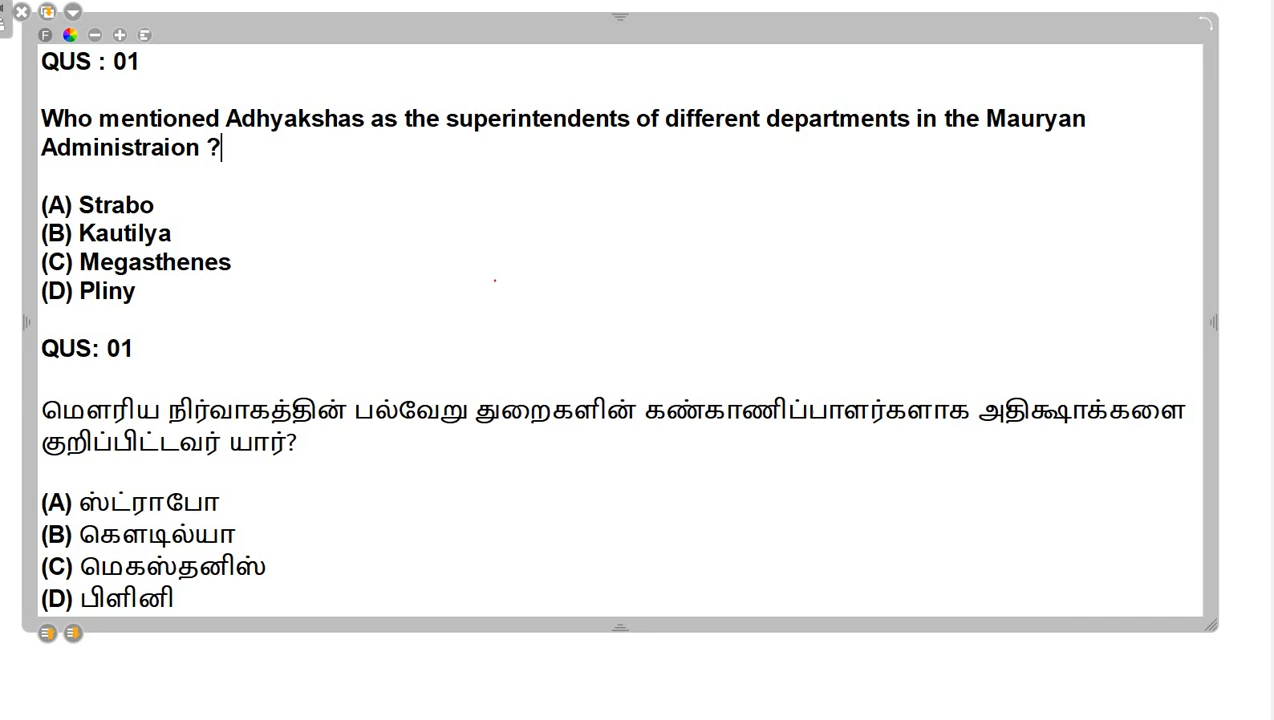 QUS : 01
Who mentioned Adhyakshas as the superintendents of different departments in the Mauryan
Administraion ?
(A) Strabo
(B) Kautilya
(C) Megasthenes
(D) Pliny
QUS: 01
மௌரிய நிர்வாகத்தின் பல்வேறு துறைகளின் கண்காணிப்பாளர்களாக அதிக்ஷாக்களை
குறிப்பிட்டவர் யார்?
(A) ஸ்ட்ராபோ
(B) கௌடில்யா
(C) மெகஸ்தனிஸ்
(D) பிளினி